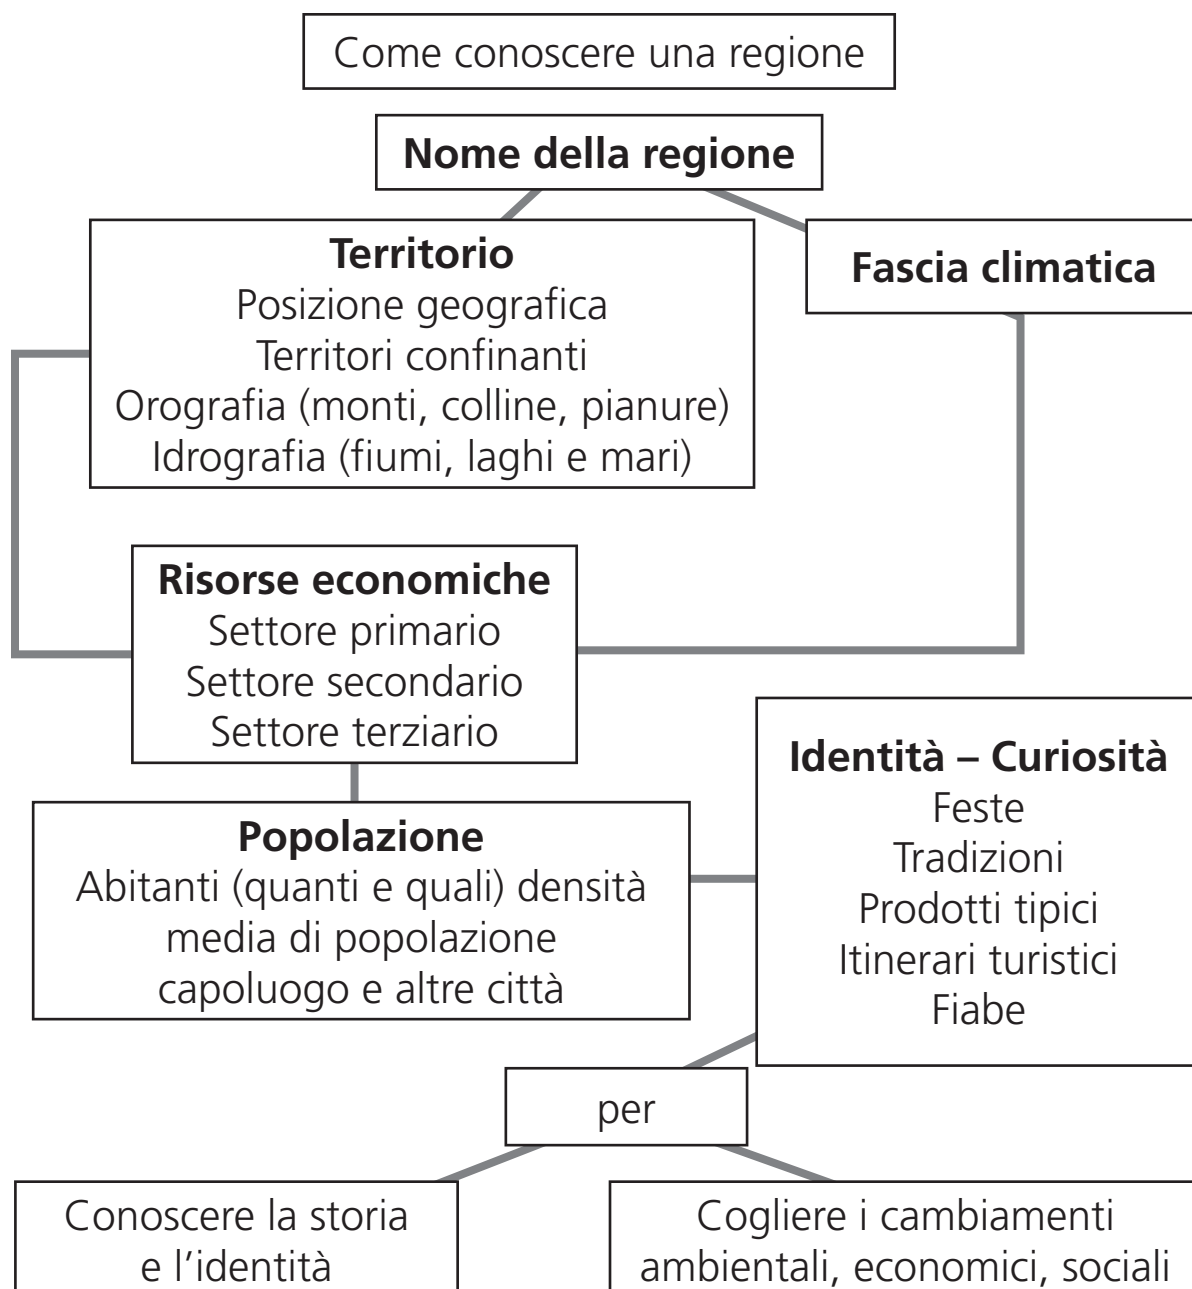 Come conoscere una regione
Nome della regione
Territorio
Posizione geografica
Territori confinanti
Orografia (monti, colline, pianure)
Idrografia (fiumi, laghi e mari)
Fascia climatica
Risorse economiche
Settore primario
Settore secondario
Settore terziario
Popolazione
Abitanti (quanti e quali) densità
media di popolazione
capoluogo e altre città
Identità – Curiosità
Feste
Tradizioni
Prodotti tipici
Itinerari turistici
Fiabe
per
Conoscere la storia
e l'identità
Cogliere i cambiamenti
ambientali, economici, sociali